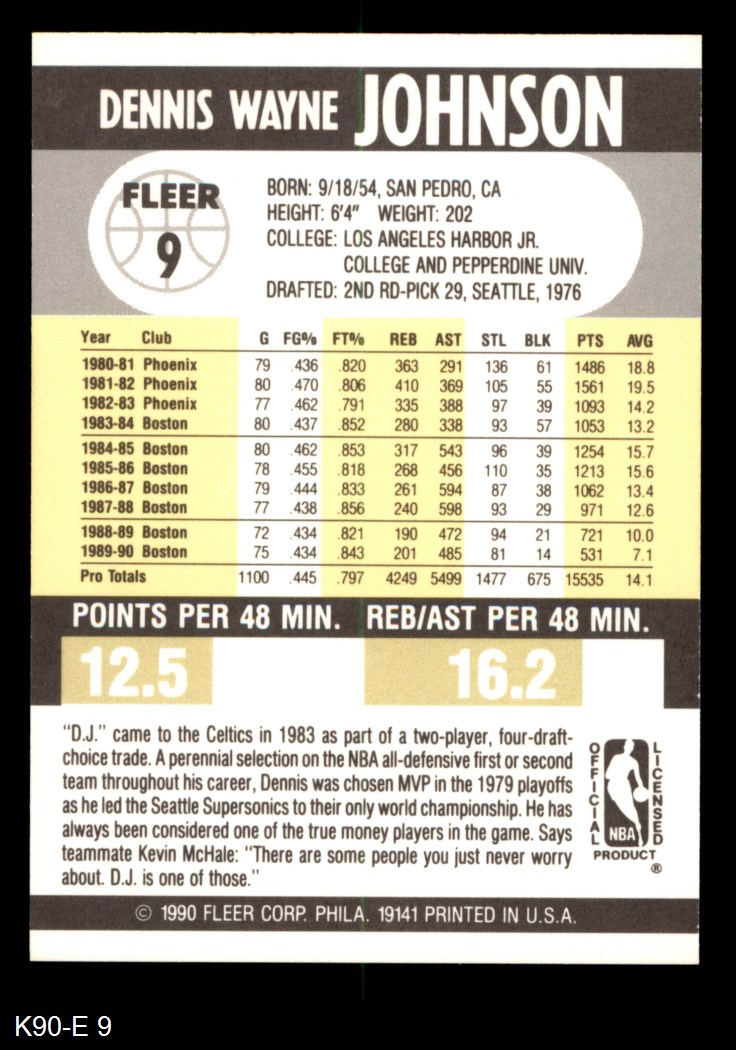 DENNIS WAYNE JOHNSON
FLEER
9
BORN: 9/18/54, SAN PEDRO, CA
HEIGHT: 6'4" WEIGHT: 202
COLLEGE: LOS ANGELES HARBOR JR.
COLLEGE AND PEPPERDINE UNIV.
DRAFTED: 2ND RD-PICK 29, SEATTLE, 1976
Year Club G FG% FT% REB AST STL BLK PTS AVG
1980-81 Phoenix 79 .436 .820 363 291 136 61 1486 18.8
1981-82 Phoenix 80 .470 .806 410 369 105 55 1561 19.5
1982-83 Phoenix 77 .462 .791 335 388 97 39 1093 14.2
1983-84 Boston 80 .437 .852 280 338 93 57 1053 13.2
1984-85 Boston 80 .462 .853 317 543 96 39 1254 15.7
1985-86 Boston 78 .455 .818 268 456 110 35 1213 15.6
1986-87 Boston 79 .444 .833 261 594 87 38 1062 13.4
1987-88 Boston 77 .438 .856 240 598 93 29 971 12.6
1988-89 Boston 72 .434 .821 190 472 94 21 721 10.0
1989-90 Boston 75 .434 .843 201 485 81 14 531 7.1
Pro Totals 1100 .445 .797 4249 5499 1477 675 15535 14.1
POINTS PER 48 MIN. REB/AST PER 48 MIN.
12.5 16.2
"D.J." came to the Celtics in 1983 as part of a two-player, four-draft-
choice trade. A perennial selection on the NBA all-defensive first or second
team throughout his career, Dennis was chosen MVP in the 1979 playoffs
as he led the Seattle Supersonics to their only world championship. He has
always been considered one of the true money players in the game. Says
teammate Kevin McHale: "There are some people you just never worry
about. D.J. is one of those."
OFFICIAL
LICENSED
NBA
PRODUCT
®
© 1990 FLEER CORP. PHILA. 19141 PRINTED IN U.S.A.
K90-E 9